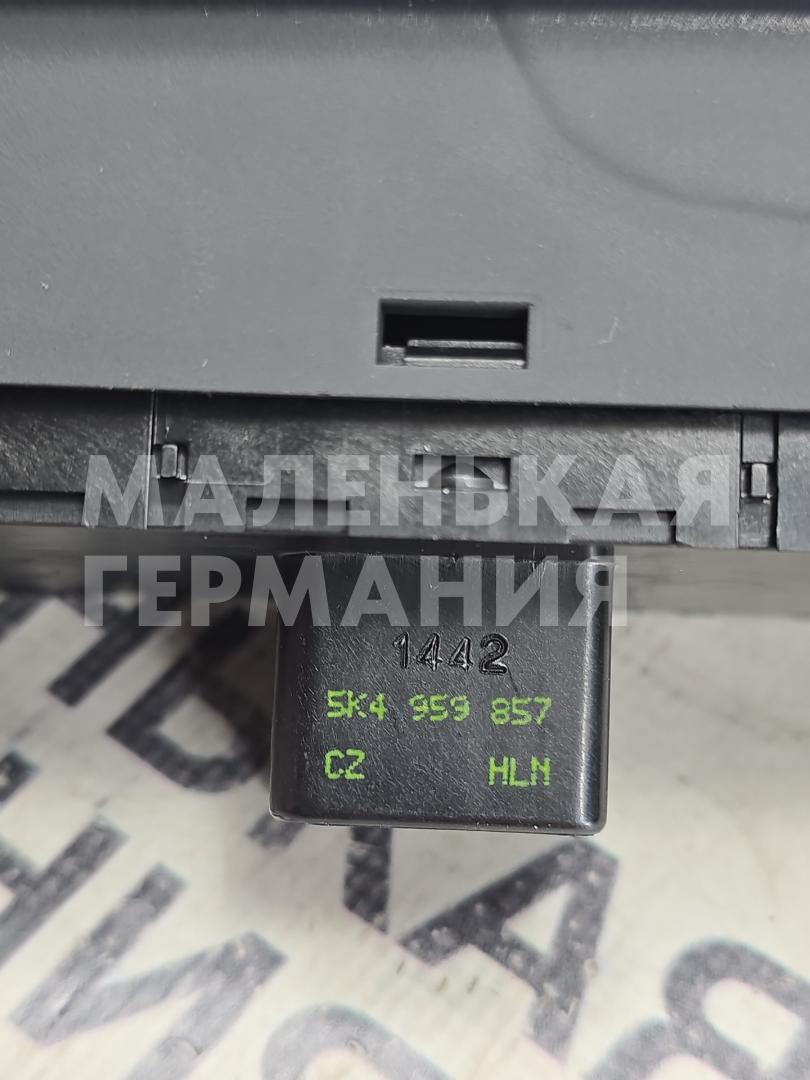 МАЛЕНЬКАЯ
ГЕРМАНИЯ
1442
5K4 959 857
CZ HLN